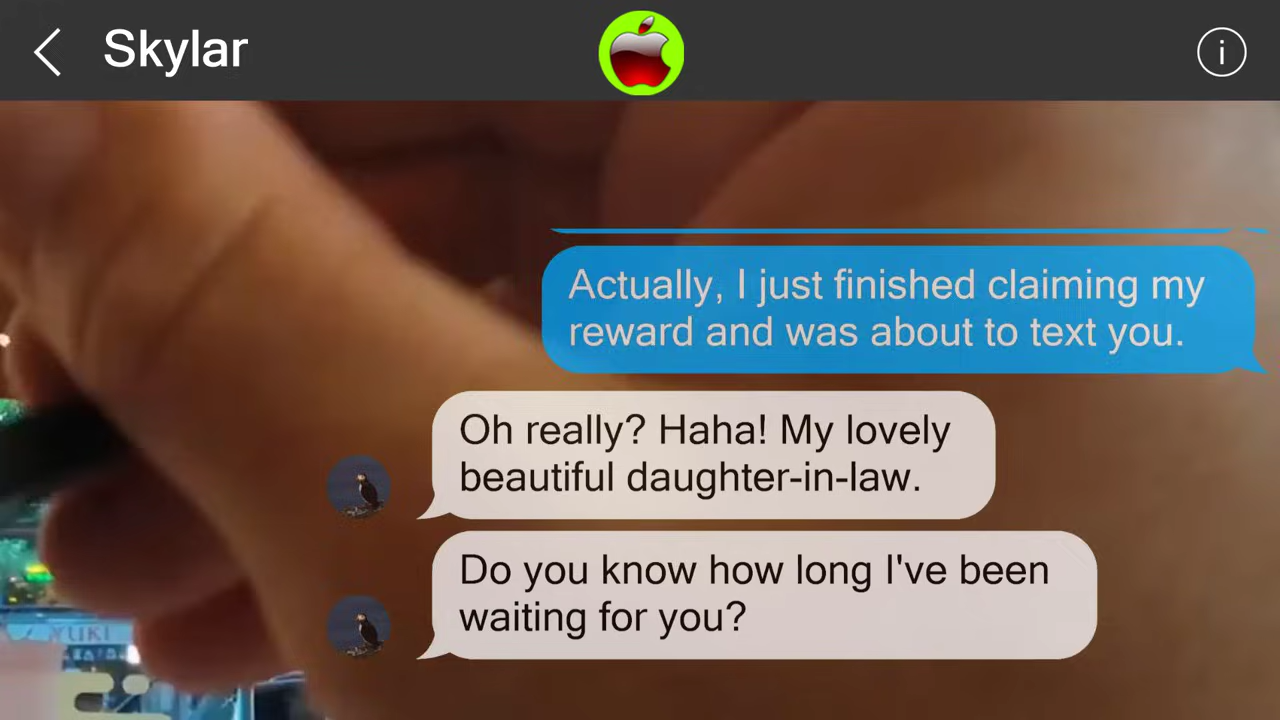 Skylar
i
Actually, I just finished claiming my
reward and was about to text you.
Oh really? Haha! My lovely
beautiful daughter-in-law.
Do you know how long I've been
waiting for you?
YUKI